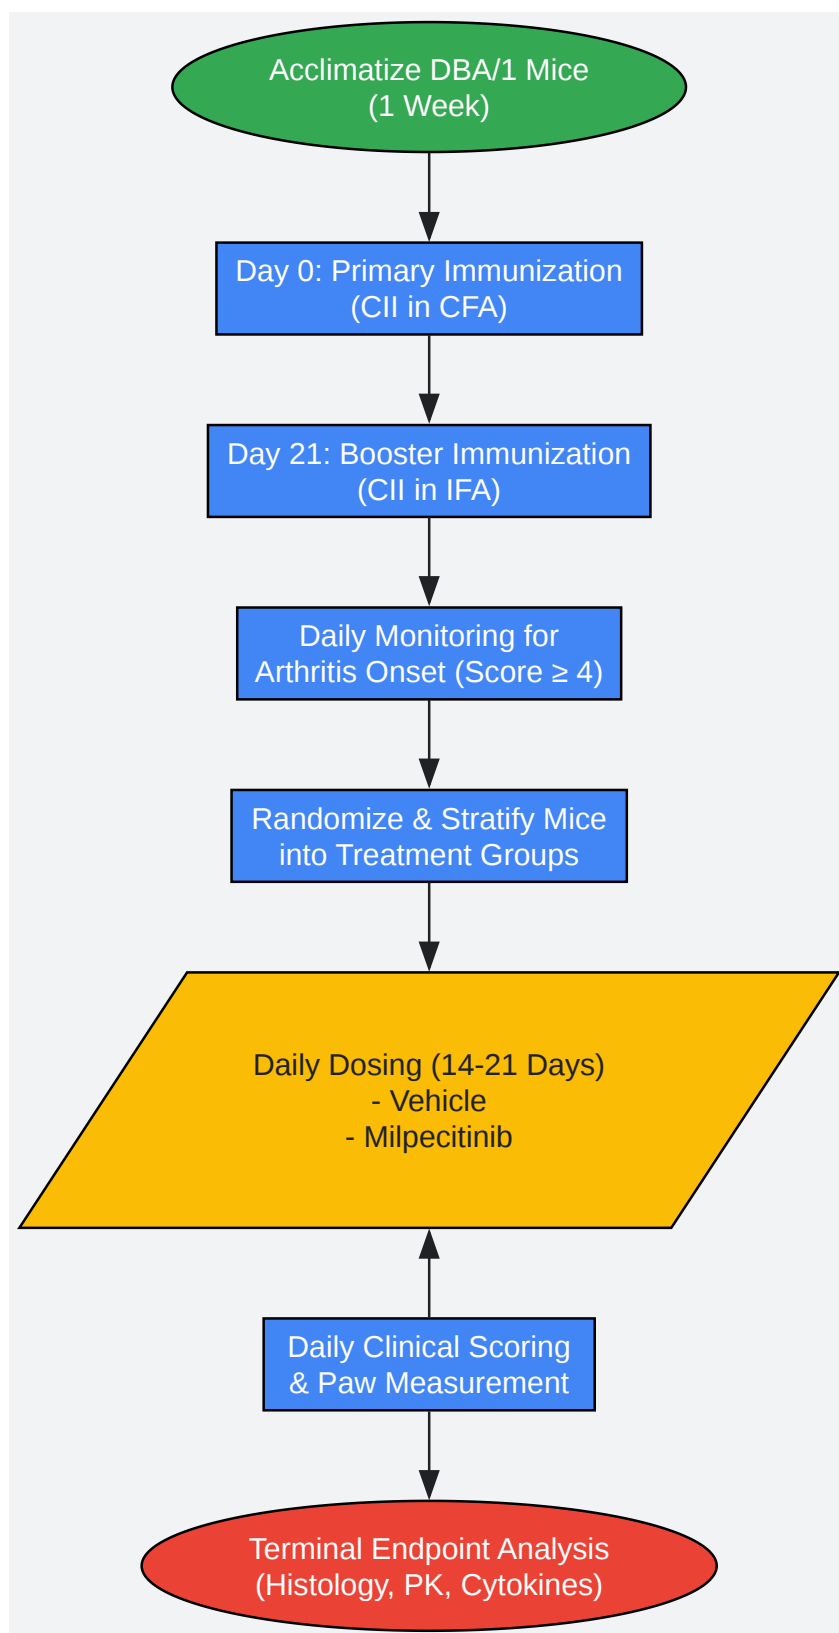 Acclimatize DBA/1 Mice
(1 Week)
Day 0: Primary Immunization
(CII in CFA)
Day 21: Booster Immunization
(CII in IFA)
Daily Monitoring for
Arthritis Onset (Score ≥ 4)
Randomize & Stratify Mice
into Treatment Groups
Daily Dosing (14-21 Days)
- Vehicle
- Milpecitinib
Daily Clinical Scoring
& Paw Measurement
Terminal Endpoint Analysis
(Histology, PK, Cytokines)